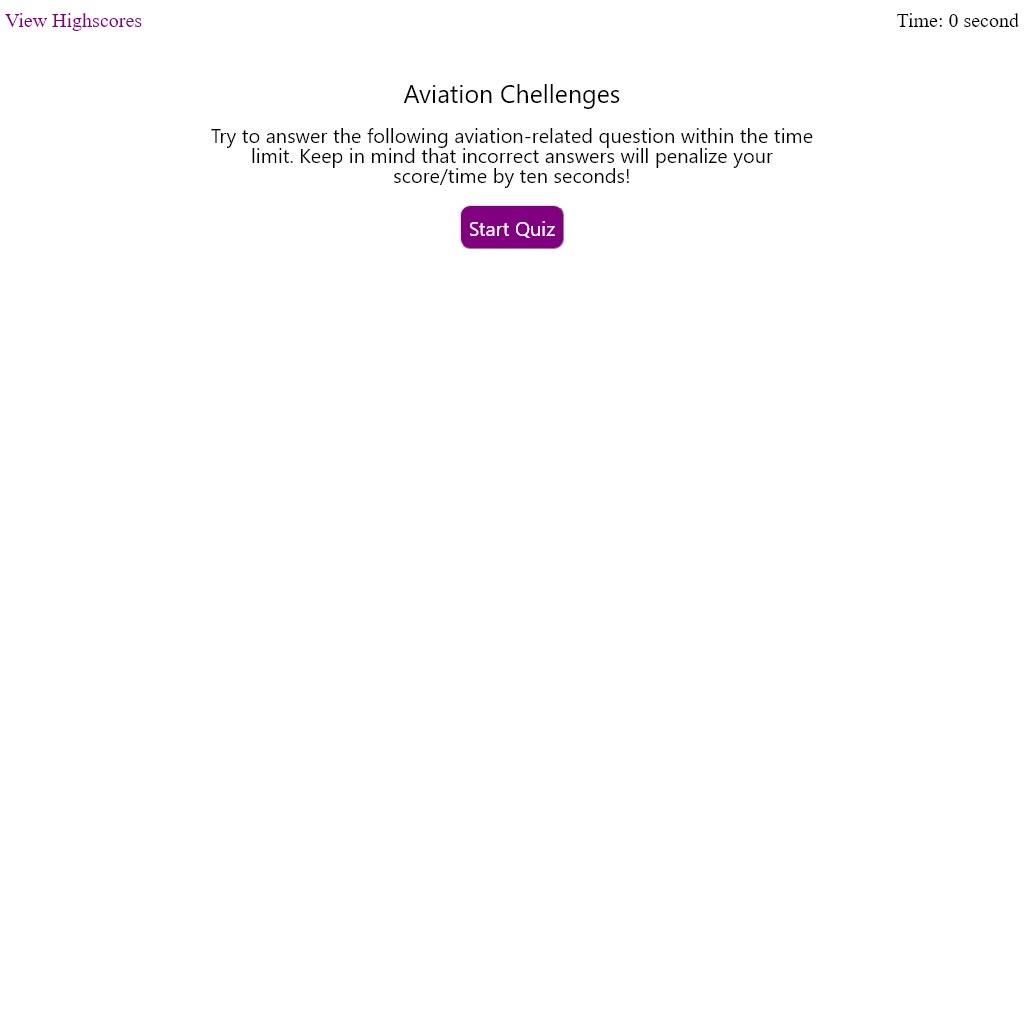 View Highscores
Time: 0 second
Aviation Chellenges
Try to answer the following aviation-related question within the time
limit. Keep in mind that incorrect answers will penalize your
score/time by ten seconds!
Start Quiz